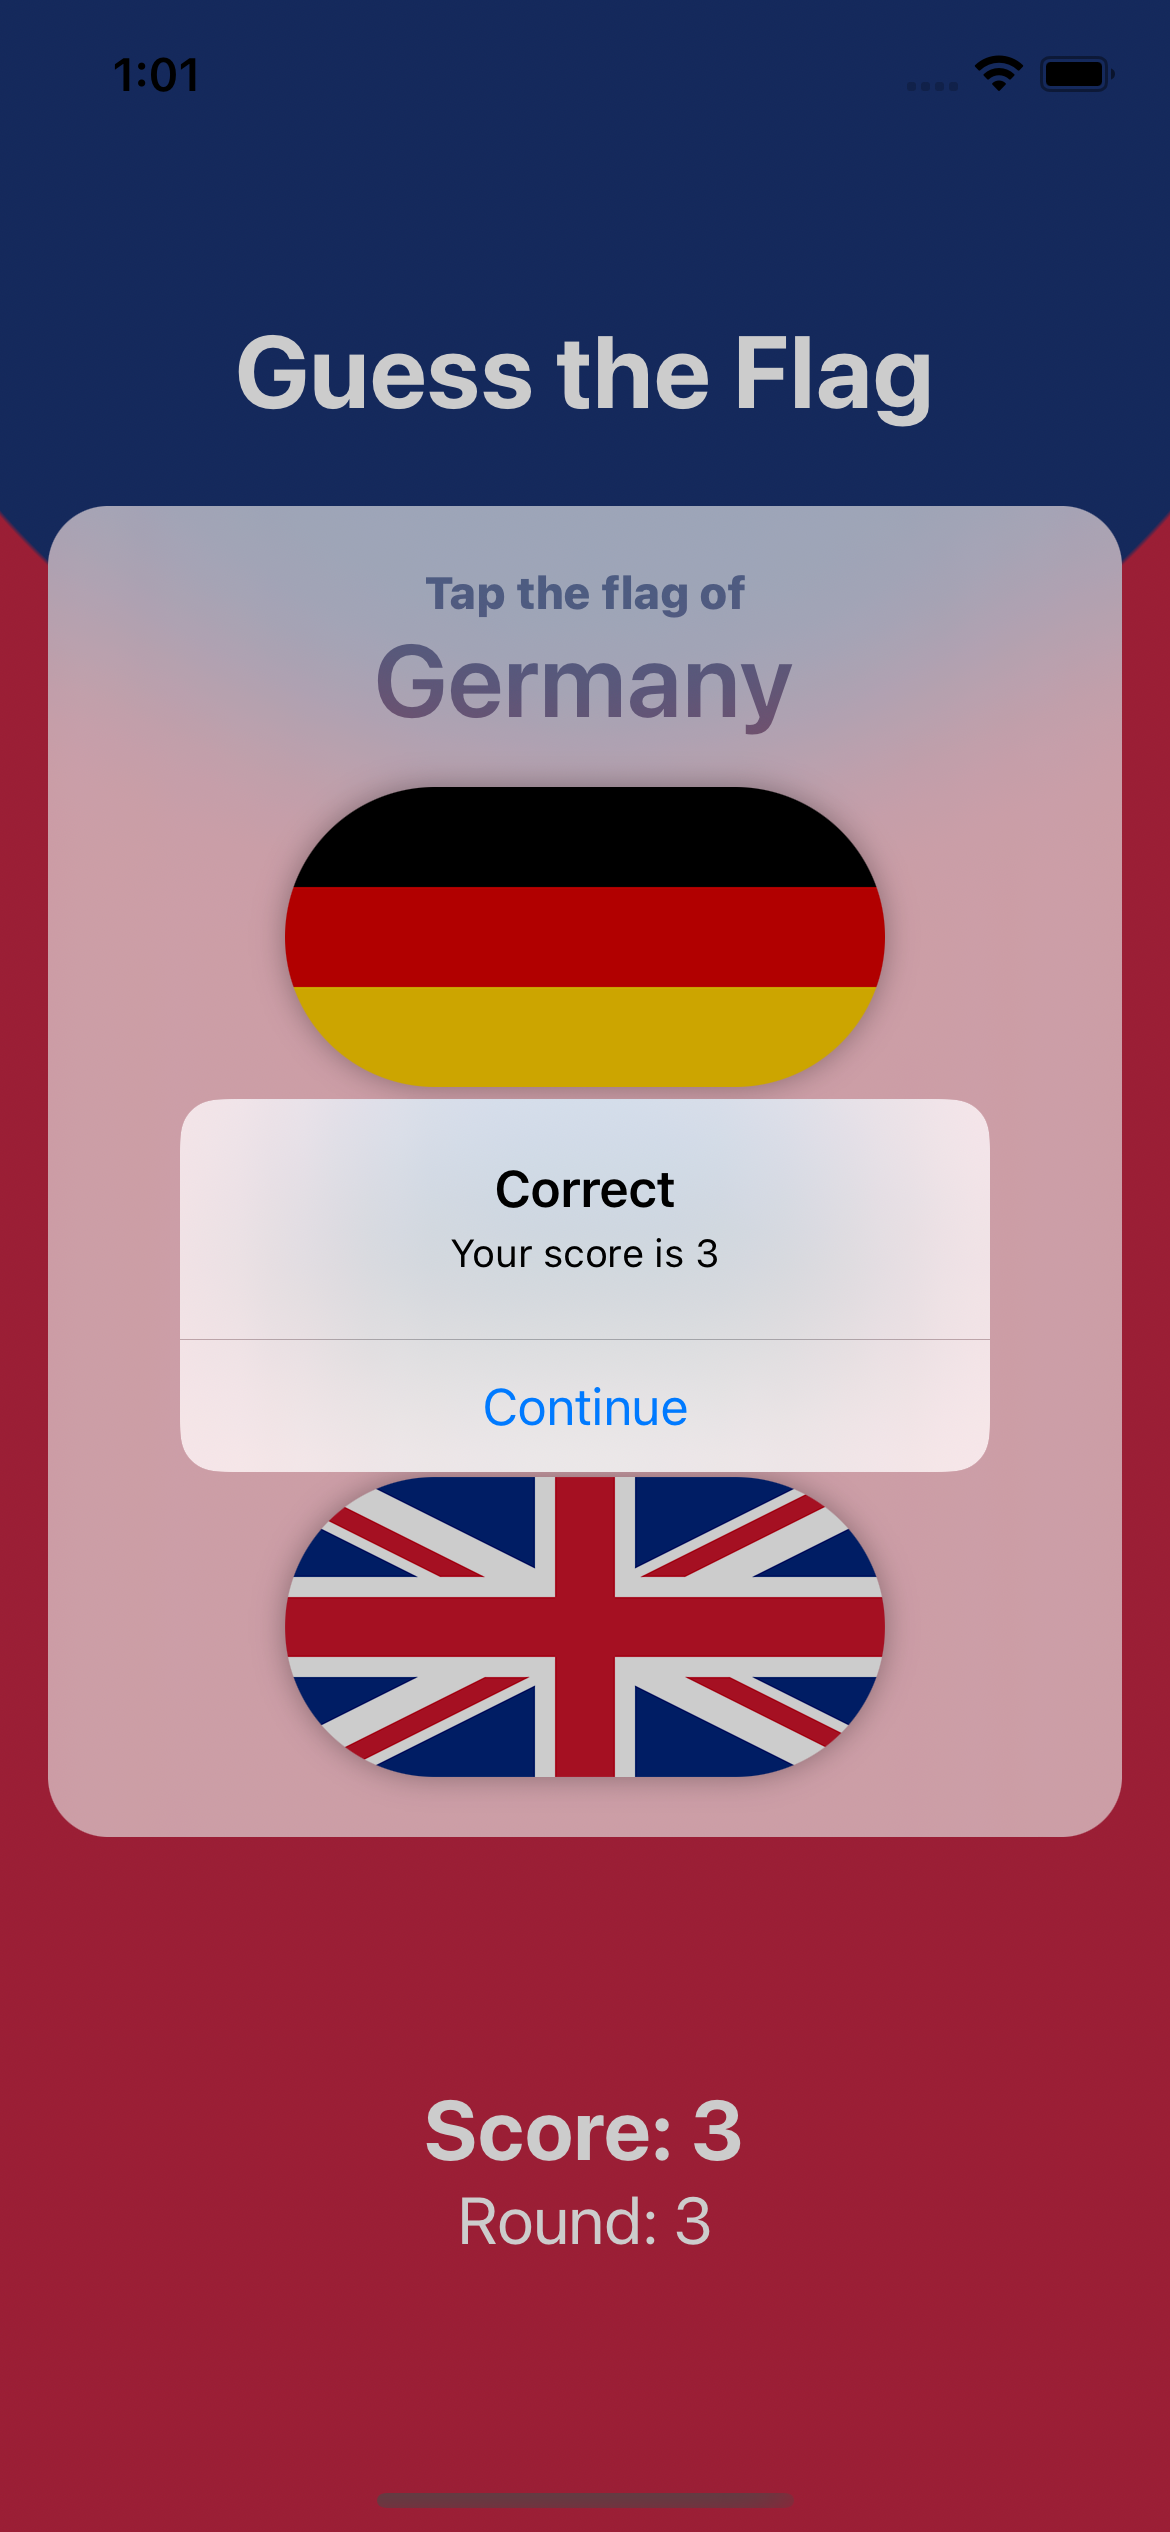 1:01
Guess the Flag
Tap the flag of
Germany
Correct
Your score is 3
Continue
Score: 3
Round: 3